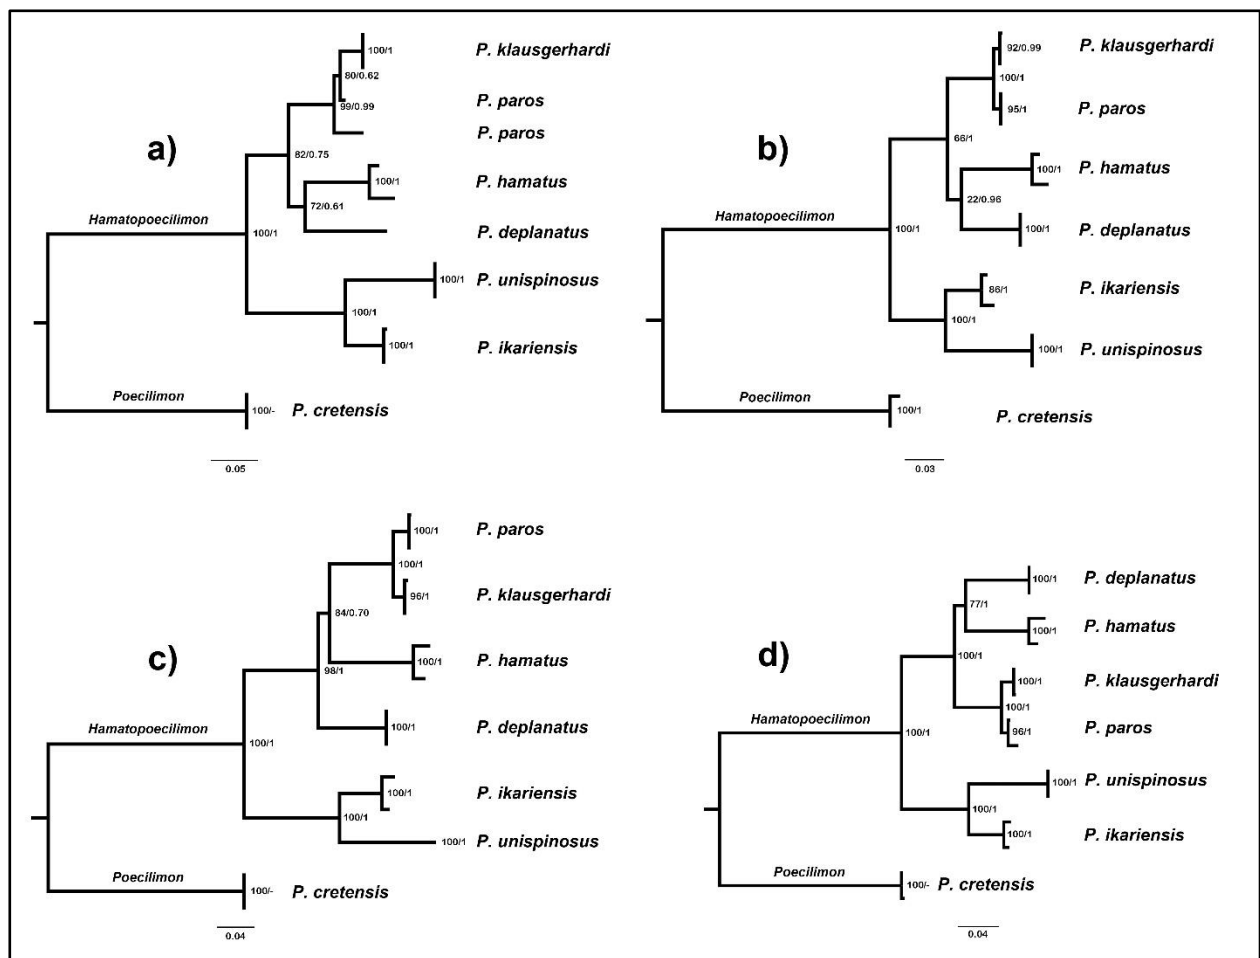 100/1
P. klausgerhardi
80/0.62
99/0.99
P. paros
P. paros
a)
82/0.75
100/1
P. hamatus
72/0.61
Hamatopoecilimon
100/1
P. deplanatus
100/1
P. unispinosus
100/1
100/1
P. ikariensis
Poecilimon
100/-
P. cretensis
0.05
92/0.99
P. klausgerhardi
100/1
95/1
P. paros
b)
66/1
100/1
P. hamatus
22/0.96
Hamatopoecilimon
100/1
100/1
P. deplanatus
86/1
P. ikariensis
100/1
100/1
P. unispinosus
Poecilimon
100/1
P. cretensis
0.03
100/1
P. paros
100/1
96/1
P. klausgerhardi
84/0.70
c)
100/1
P. hamatus
98/1
Hamatopoecilimon
100/1
100/1
P. deplanatus
100/1
P. ikariensis
100/1
100/1
P. unispinosus
Poecilimon
100/-
P. cretensis
0.04
100/1
P. deplanatus
77/1
100/1
P. hamatus
d)
100/1
100/1
P. klausgerhardi
100/1
Hamatopoecilimon
100/1
96/1
P. paros
100/1
P. unispinosus
100/1
100/1
P. ikariensis
Poecilimon
100/-
P. cretensis
0.04